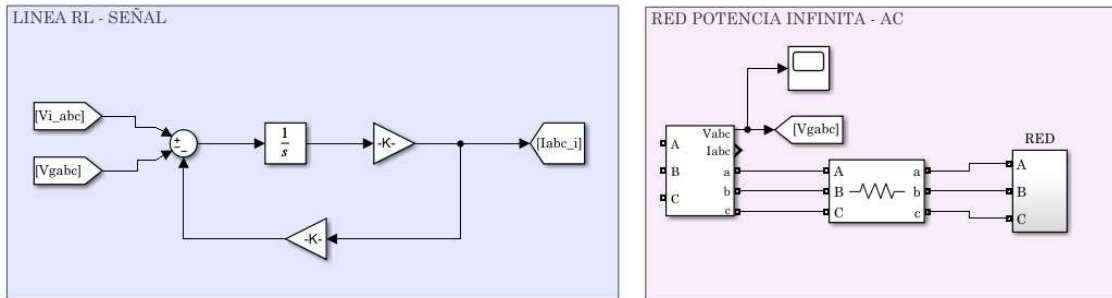 LINEA RL - SEÑAL
[Vi_abc]
[Vgabc]
+
-
-
1
s
-K-
[Iabc_i]
-K-
RED POTENCIA INFINITA - AC
[Vgabc]
Vabc
Iabc
A
B
C
a
b
c
A
B
C
a
b
c
RED
A
B
C